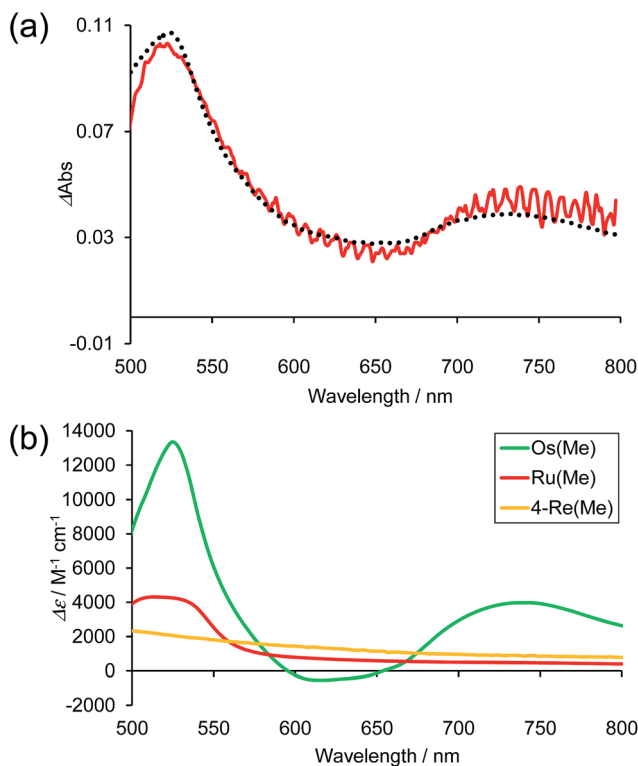 (a)
0.11
0.07
0.03
-0.01
ΔAbs
500 550 600 650 700 750 800
Wavelength / nm
(b)
14000
12000
10000
8000
6000
4000
2000
0
-2000
Δε / M⁻¹ cm⁻¹
Os(Me)
Ru(Me)
4-Re(Me)
500 550 600 650 700 750 800
Wavelength / nm